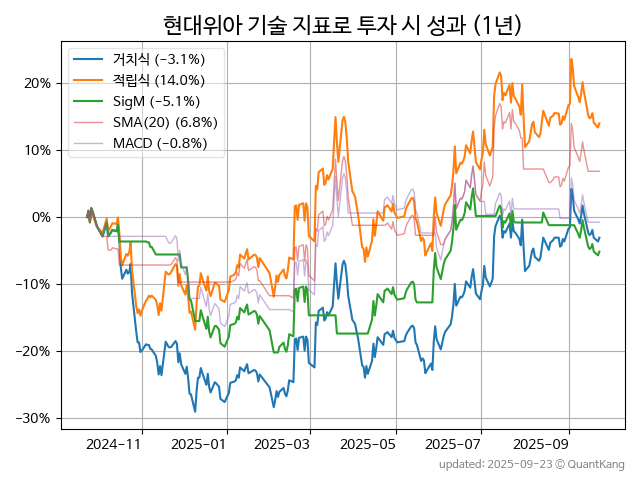 현대위아 기술 지표로 투자 시 성과 (1년)
거치식 (−3.1%)
적립식 (14.0%)
SigM (−5.1%)
SMA(20) (6.8%)
MACD (−0.8%)
20%
10%
0%
−10%
−20%
−30%
2024-11 2025-01 2025-03 2025-05 2025-07 2025-09
updated: 2025-09-23 © QuantKang